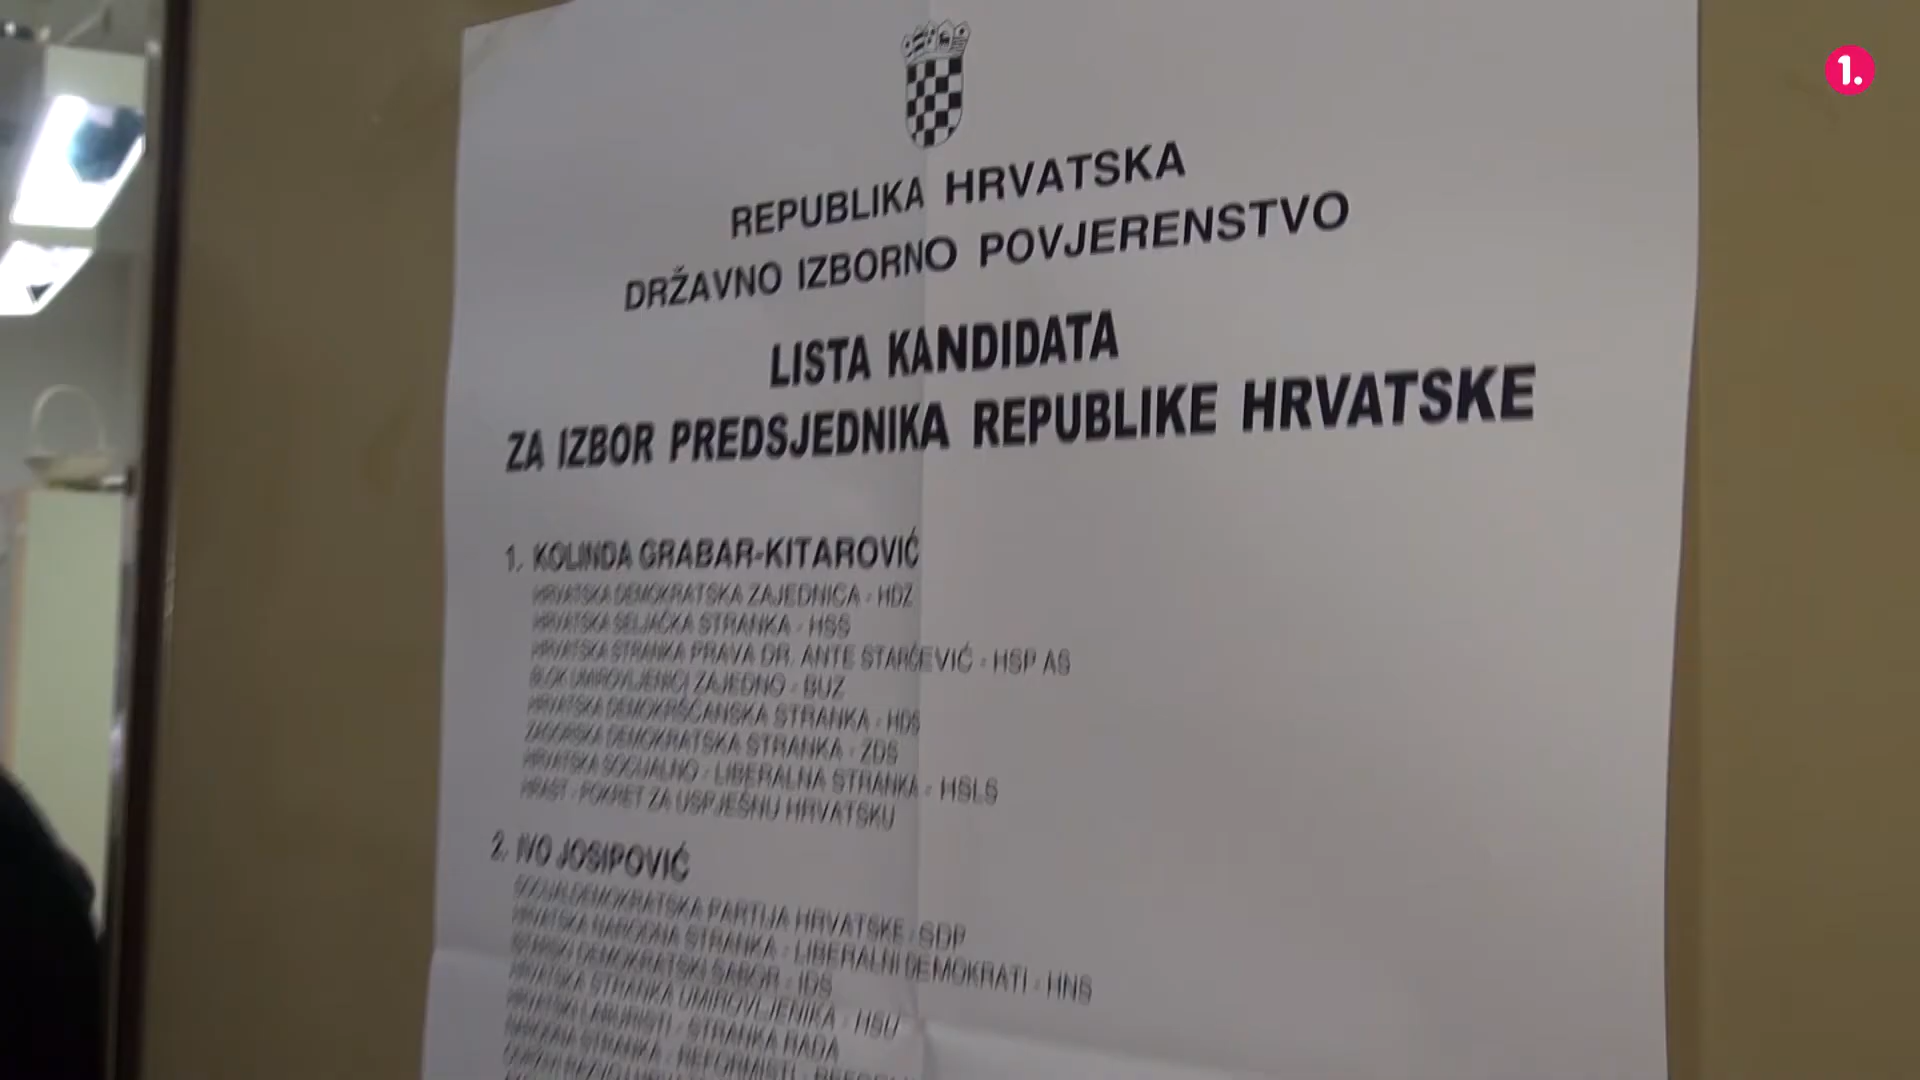 1.
REPUBLIKA HRVATSKA
DRŽAVNO IZBORNO POVJERENSTVO
LISTA KANDIDATA
ZA IZBOR PREDSJEDNIKA REPUBLIKE HRVATSKE
1. KOLINDA GRABAR-KITAROVIĆ
HRVATSKA DEMOKRATSKA ZAJEDNICA - HDZ
HRVATSKA SELJAČKA STRANKA - HSS
HRVATSKA STRANKA PRAVA DR. ANTE STARČEVIĆ - HSP AS
BLOK UMIROVLJENICI ZAJEDNO - BUZ
HRVATSKA DEMOKRŠĆANSKA STRANKA - HDS
ZAGORSKA DEMOKRATSKA STRANKA - ZDS
HRVATSKA SOCIJALNO - LIBERALNA STRANKA - HSLS
HRAST - POKRET ZA USPJEŠNU HRVATSKU
2. IVO JOSIPOVIĆ
SOCIJALDEMOKRATSKA PARTIJA HRVATSKE - SDP
HRVATSKA NARODNA STRANKA - LIBERALNI DEMOKRATI - HNS
ISTARSKI DEMOKRATSKI SABOR - IDS
HRVATSKA STRANKA UMIROVLJENIKA - HSU
HRVATSKI LABURISTI - STRANKA RADA
NARODNA STRANKA - REFORMISTI -